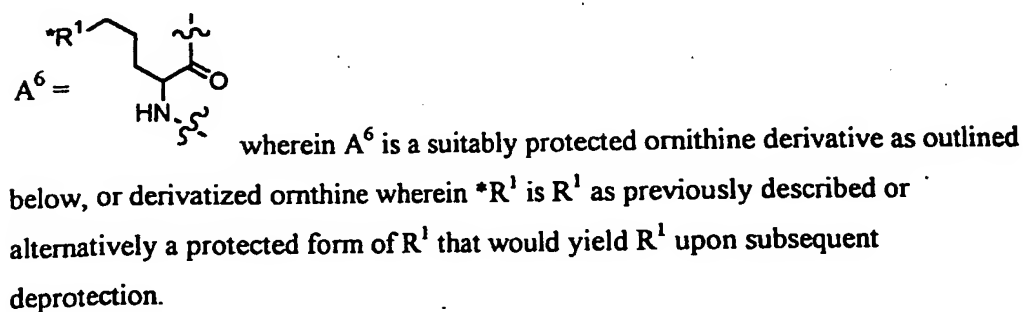 *R¹
A⁶ =
O
HN
wherein A⁶ is a suitably protected ornithine derivative as outlined
below, or derivatized ornthine wherein *R¹ is R¹ as previously described or
alternatively a protected form of R¹ that would yield R¹ upon subsequent
deprotection.